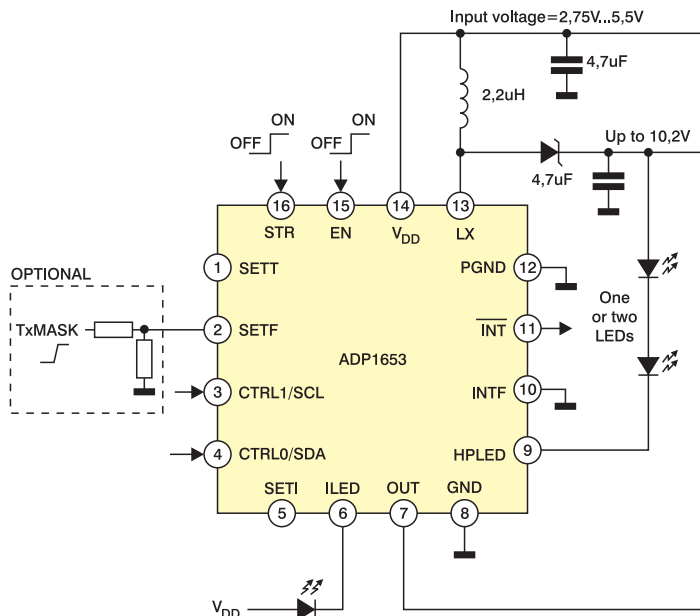 Input voltage=2,75V...5,5V
4,7uF
2,2uH
Up to 10,2V
4,7uF
ON
OFF
ON
OFF
16
15
14
13
STR
EN
VDD
LX
OPTIONAL
TxMASK
1
SETT
2
SETF
3
CTRL1/SCL
4
CTRL0/SDA
ADP1653
PGND
12
INT
11
INTF
10
HPLED
9
One
or two
LEDs
SETI
ILED
OUT
GND
5
6
7
8
VDD